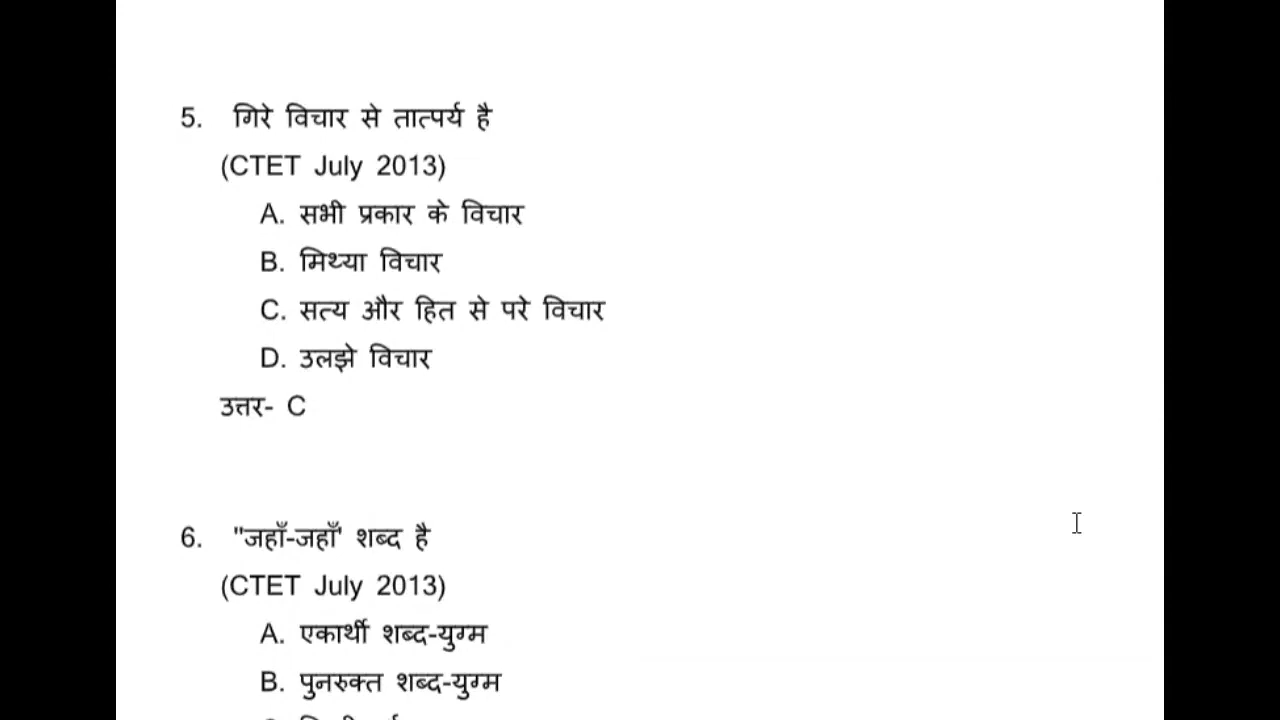 5. गिरे विचार से तात्पर्य है
(CTET July 2013)
A. सभी प्रकार के विचार
B. मिथ्या विचार
C. सत्य और हित से परे विचार
D. उलझे विचार
उत्तर- C
6. "जहाँ-जहाँ' शब्द है
(CTET July 2013)
A. एकार्थी शब्द-युग्म
B. पुनरुक्त शब्द-युग्म